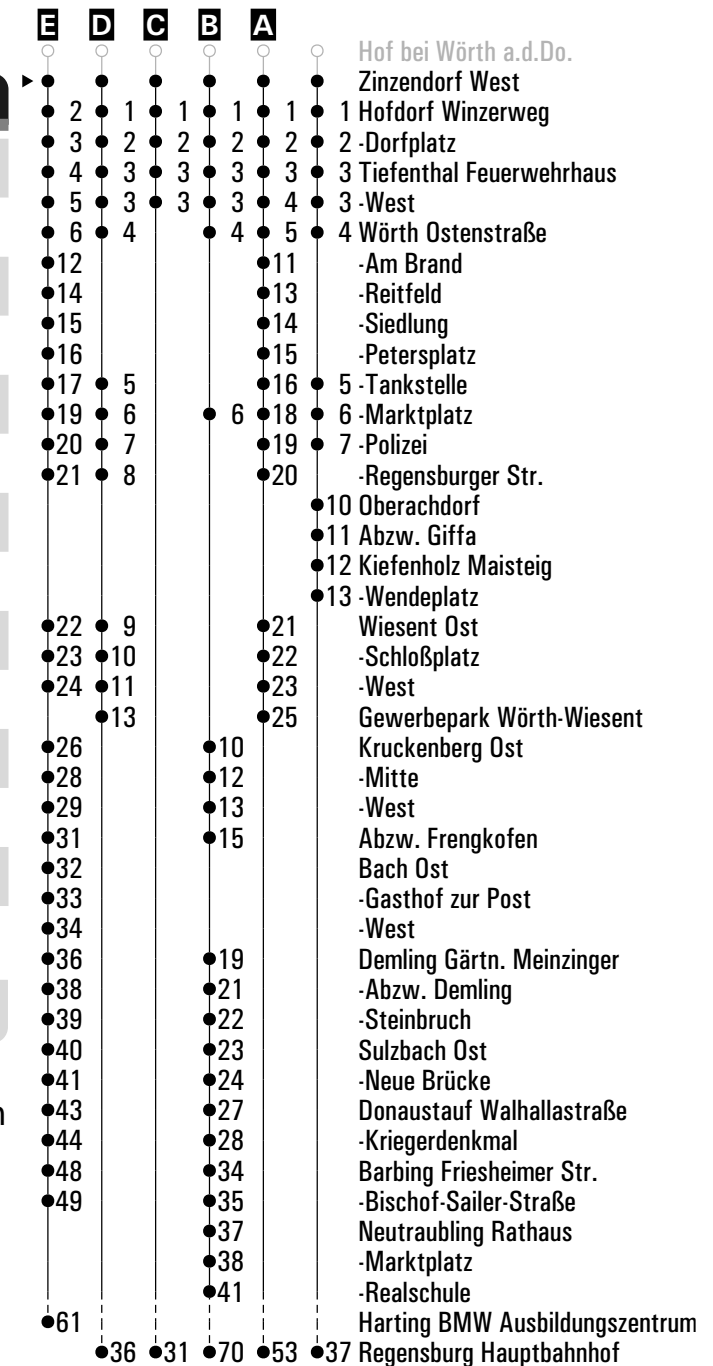 E D C B A
Hof bei Wörth a.d.Do.
Zinzendorf West
2 1 1 1 1 1 Hofdorf Winzerweg
3 2 2 2 2 2 -Dorfplatz
4 3 3 3 3 3 Tiefenthal Feuerwehrhaus
5 3 3 3 4 3 -West
6 4 4 5 4 Wörth Ostenstraße
12 11 -Am Brand
14 13 -Reitfeld
15 14 -Siedlung
16 15 -Petersplatz
17 5 16 5 -Tankstelle
19 6 6 18 6 -Marktplatz
20 7 19 7 -Polizei
21 8 20 -Regensburger Str.
10 Oberachdorf
11 Abzw. Giffa
12 Kiefenholz Maisteig
13 -Wendeplatz
22 9 21 Wiesent Ost
23 10 22 -Schloßplatz
24 11 23 -West
13 25 Gewerbepark Wörth-Wiesent
26 10 Kruckenberg Ost
28 12 -Mitte
29 13 -West
31 15 Abzw. Frengkofen
32 Bach Ost
33 -Gasthof zur Post
34 -West
36 19 Demling Gärtn. Meinzinger
38 21 -Abzw. Demling
39 22 -Steinbruch
40 23 Sulzbach Ost
41 24 -Neue Brücke
43 27 Donaustauf Walhallastraße
44 28 -Kriegerdenkmal
48 34 Barbing Friesheimer Str.
49 35 -Bischof-Sailer-Straße
37 Neutraubling Rathaus
38 -Marktplatz
41 -Realschule
61 Harting BMW Ausbildungszentrum
36 31 70 53 37 Regensburg Hauptbahnhof